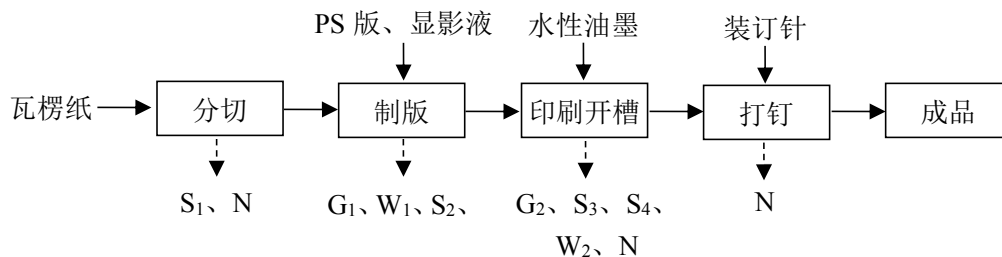 PS 版、显影液 水性油墨 装订针
瓦楞纸 分切 制版 印刷开槽 打钉 成品
S₁、N G₁、W₁、S₂、 G₂、S₃、S₄、 N
W₂、N